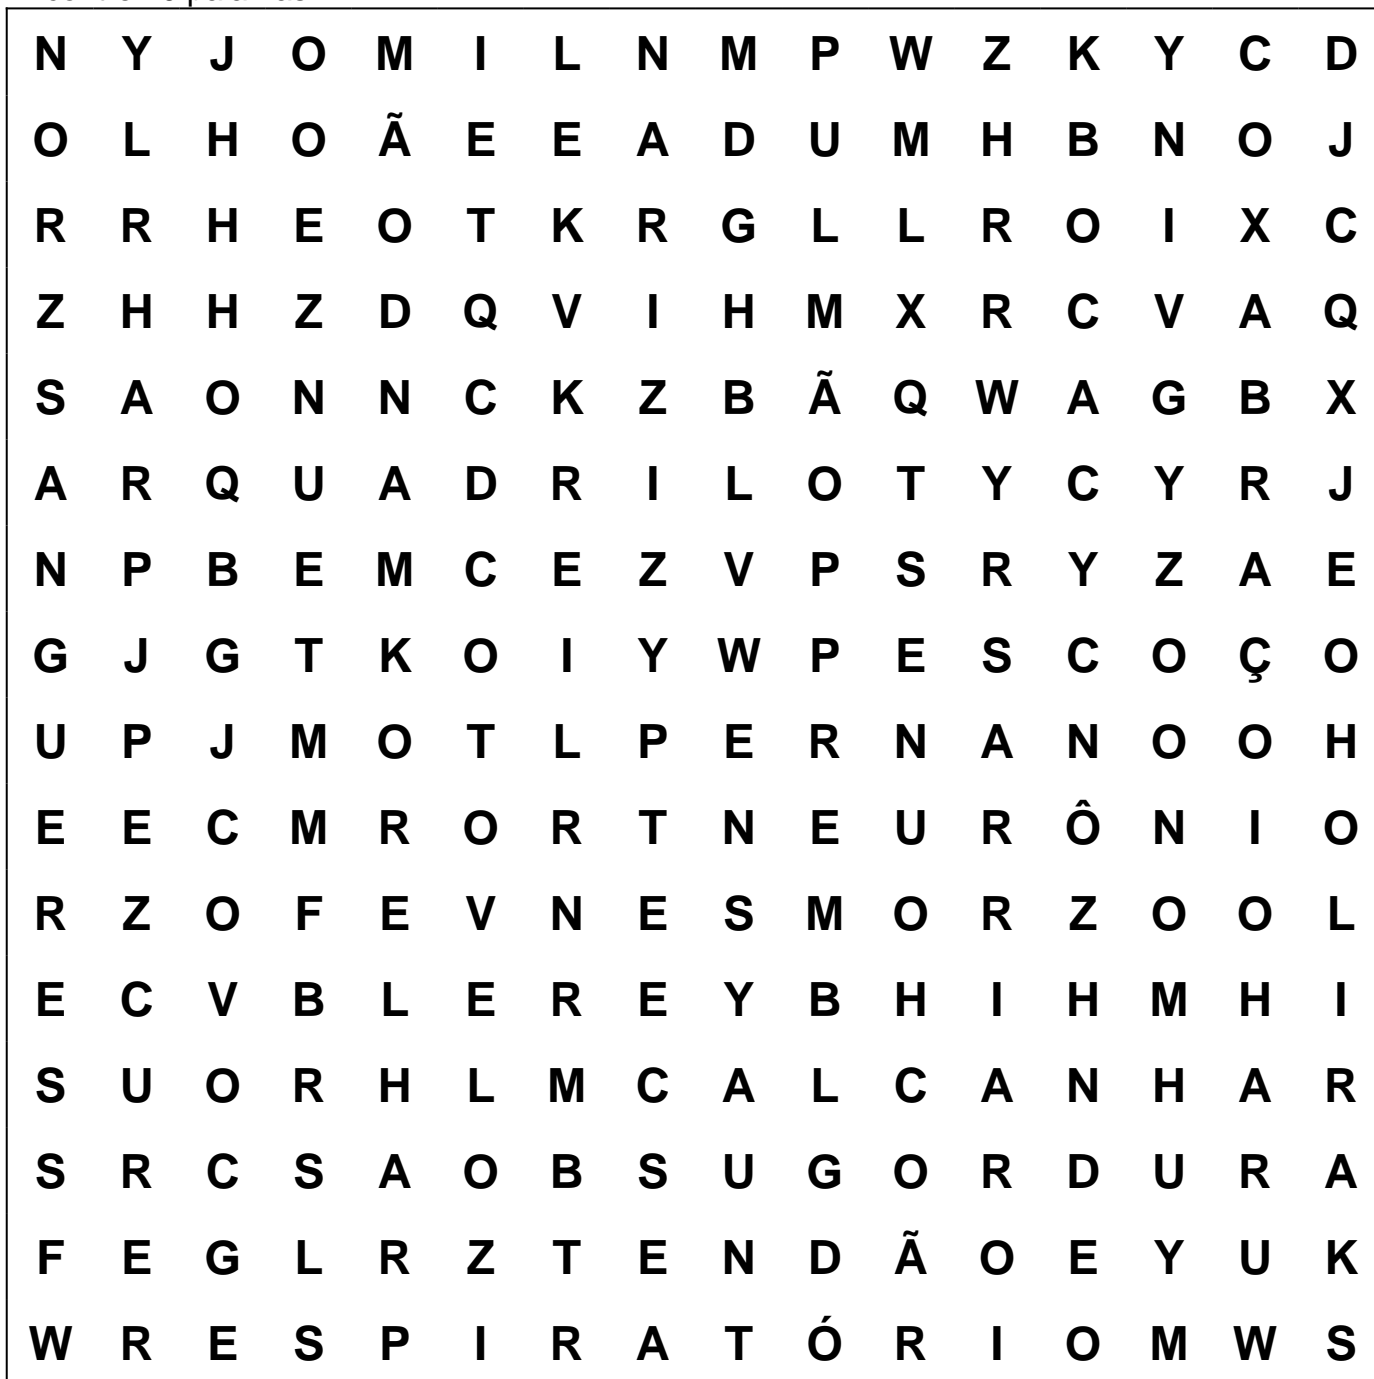 N Y J O M I L N M P W Z K Y C D
O L H O Ã E E A D U M H B N O J
R R H E O T K R G L L R O I X C
Z H H Z D Q V I H M X R C V A Q
S A O N N C K Z B Ã Q W A G B X
A R Q U A D R I L O T Y C Y R J
N P B E M C E Z V P S R Y Z A E
G J G T K O I Y W P E S C O Ç O
U P J M O T L P E R N A N O O H
E E C M R O R T N E U R Ô N I O
R Z O F E V N E S M O R Z O O L
E C V B L E R E Y B H I H M H I
S U O R H L M C A L C A N H A R
S R C S A O B S U G O R D U R A
F E G L R Z T E N D Ã O E Y U K
W R E S P I R A T Ó R I O M W S